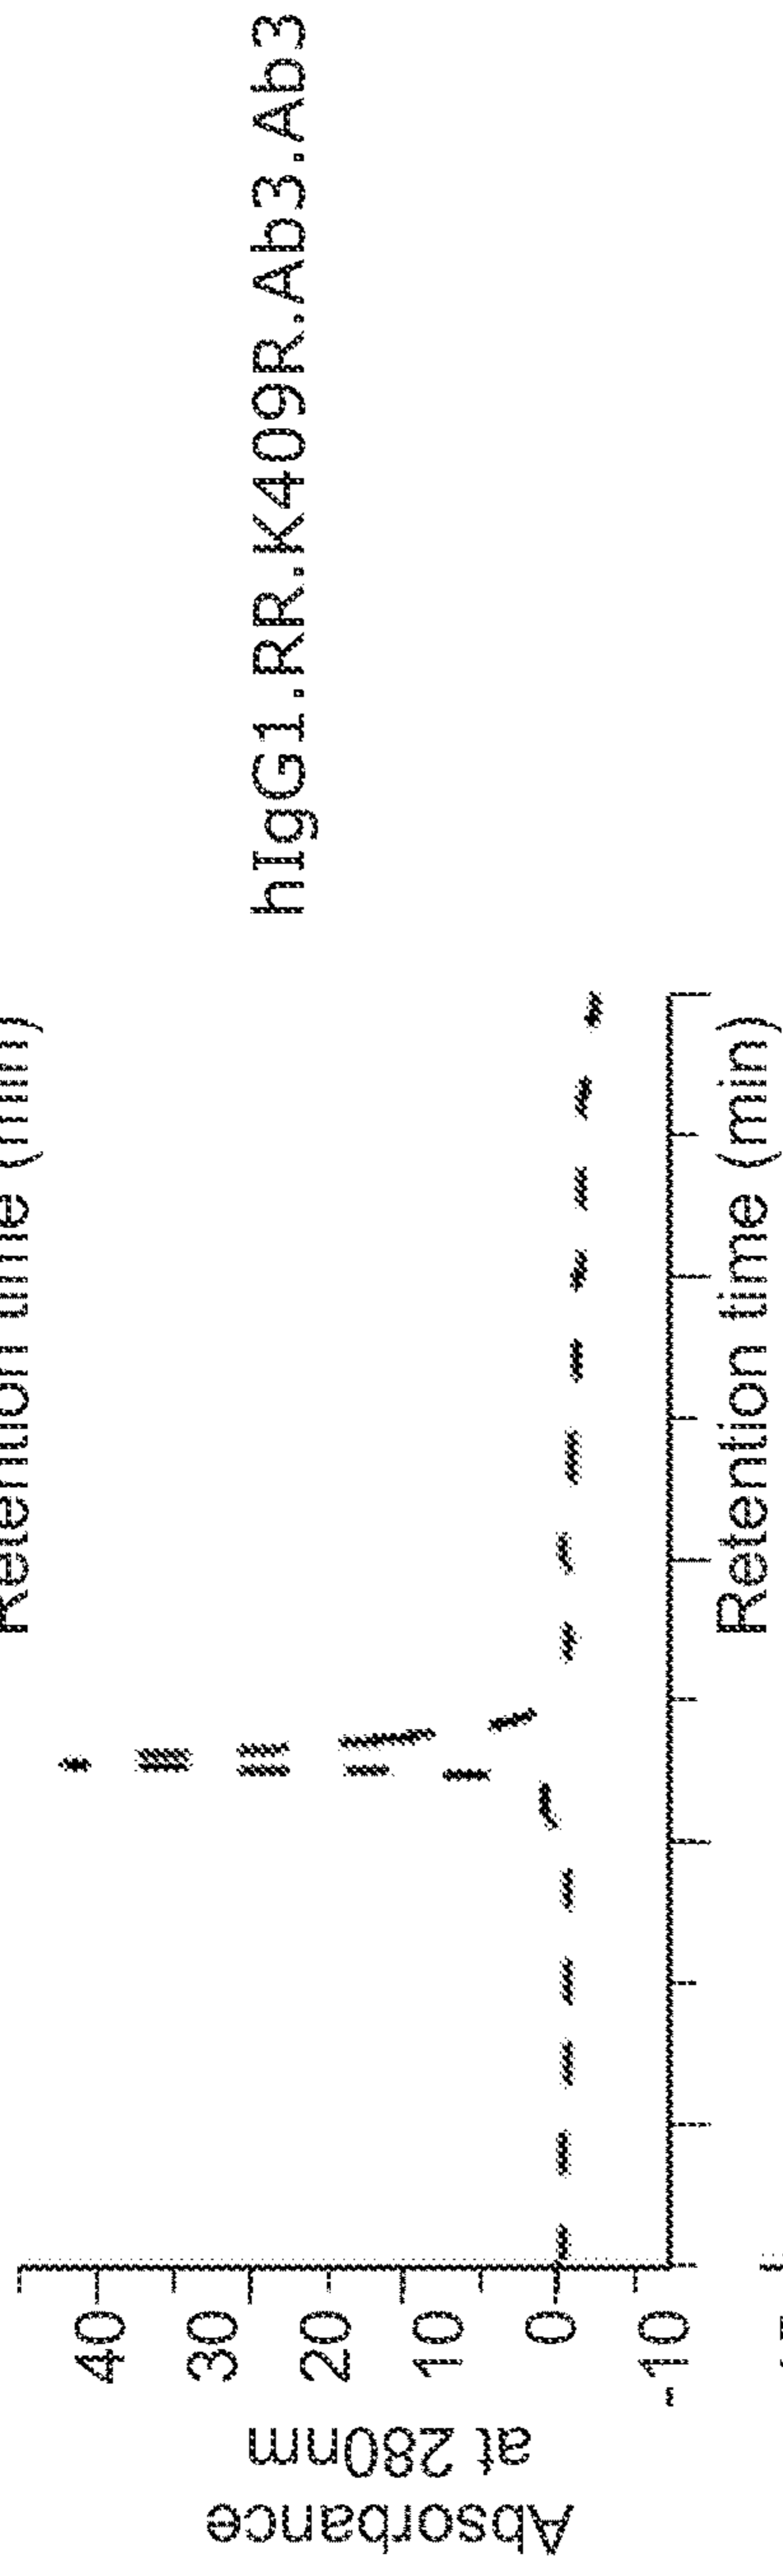 Retention time (min)
hIgG1.RR.K409R.Ab3.Ab3
Absorbance
at 280nm
40
30
20
10
0
-10
Retention time (min)